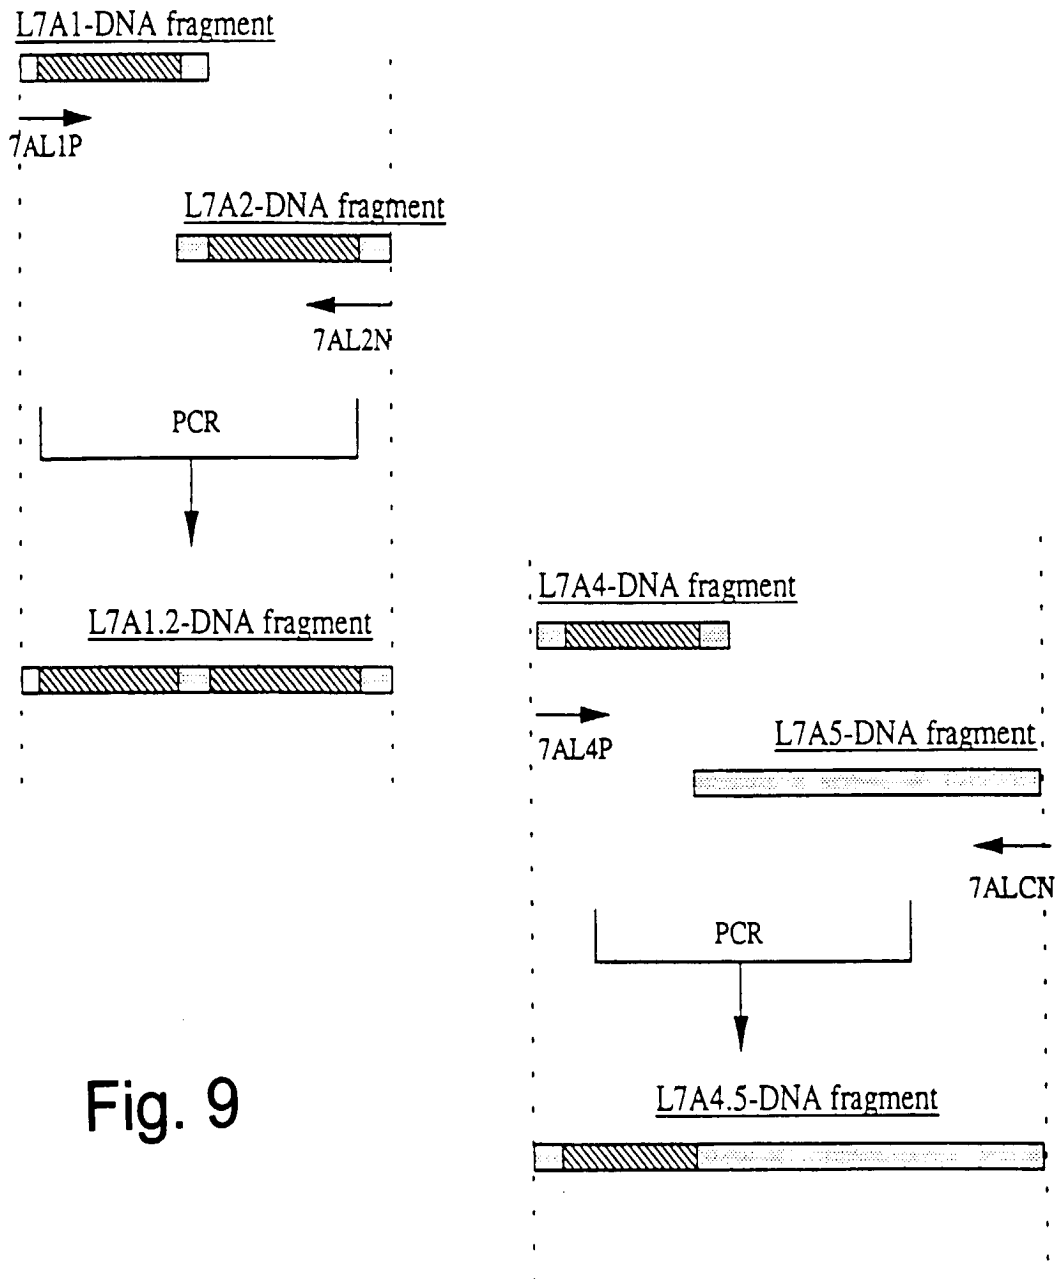 L7A1-DNA fragment
7AL1P
L7A2-DNA fragment
7AL2N
PCR
L7A1.2-DNA fragment
L7A4-DNA fragment
7AL4P
L7A5-DNA fragment
7ALCN
PCR
L7A4.5-DNA fragment
Fig. 9